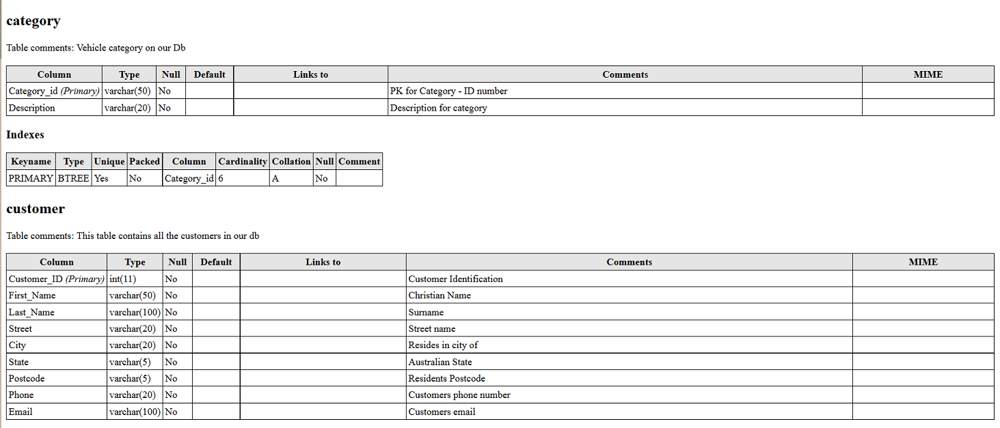 category
Table comments: Vehicle category on our Db
Column Type Null Default Links to Comments MIME
Category_id (Primary) varchar(50) No PK for Category - ID number
Description varchar(20) No Description for category
Indexes
Keyname Type Unique Packed Column Cardinality Collation Null Comment
PRIMARY BTREE Yes No Category_id 6 A No
customer
Table comments: This table contains all the customers in our db
Column Type Null Default Links to Comments MIME
Customer_ID (Primary) int(11) No Customer Identification
First_Name varchar(50) No Christian Name
Last_Name varchar(100) No Surname
Street varchar(20) No Street name
City varchar(20) No Resides in city of
State varchar(5) No Australian State
Postcode varchar(5) No Residents Postcode
Phone varchar(20) No Customers phone number
Email varchar(100) No Customers email